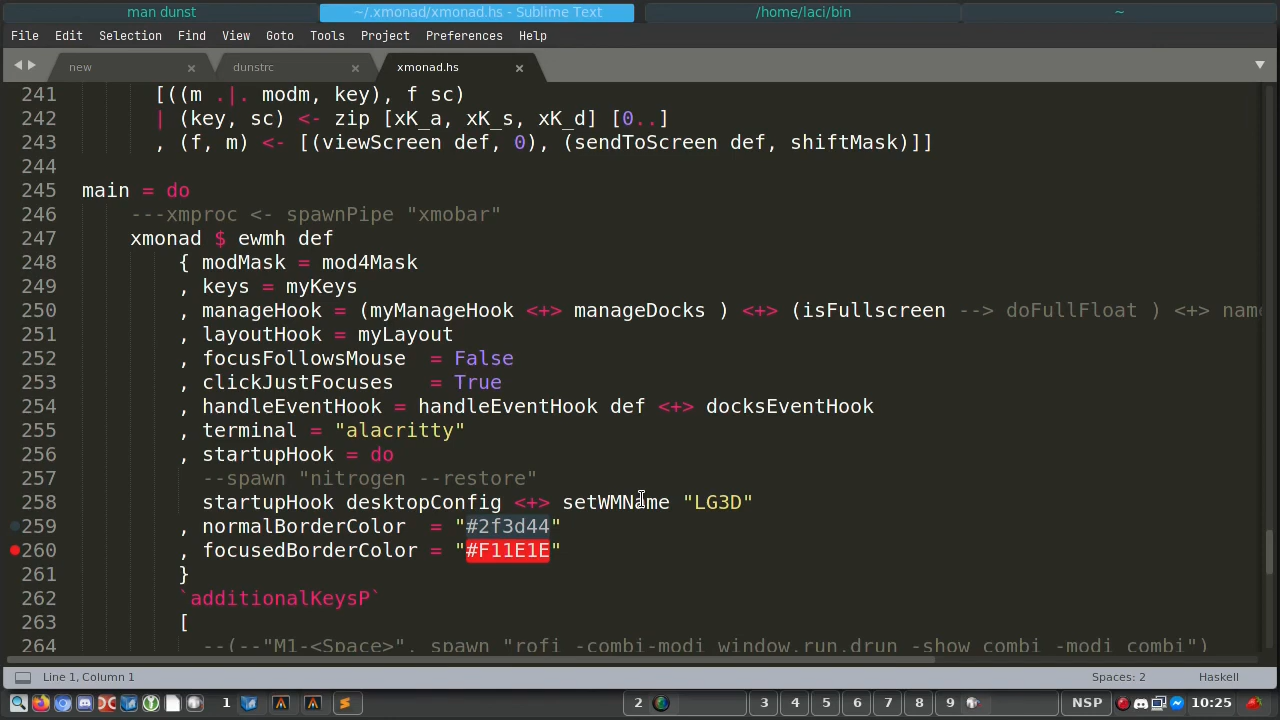 man dunst
~/.xmonad/xmonad.hs - Sublime Text
/home/laci/bin
~
File Edit Selection Find View Goto Tools Project Preferences Help
new × dunstrc × xmonad.hs ×
241 [((m .|. modm, key), f sc)
242 | (key, sc) <- zip [xK_a, xK_s, xK_d] [0..]
243 , (f, m) <- [(viewScreen def, 0), (sendToScreen def, shiftMask)]]
244
245 main = do
246 ---xmproc <- spawnPipe "xmobar"
247 xmonad $ ewmh def
248 { modMask = mod4Mask
249 , keys = myKeys
250 , manageHook = (myManageHook <+> manageDocks ) <+> (isFullscreen --> doFullFloat ) <+> name
251 , layoutHook = myLayout
252 , focusFollowsMouse = False
253 , clickJustFocuses = True
254 , handleEventHook = handleEventHook def <+> docksEventHook
255 , terminal = "alacritty"
256 , startupHook = do
257 --spawn "nitrogen --restore"
258 startupHook desktopConfig <+> setWMName "LG3D"
259 , normalBorderColor = "#2f3d44"
260 , focusedBorderColor = "#F11E1E"
261 }
262 `additionalKeysP`
263 [
264 --(--"M1-<Space>", spawn "rofi -combi-modi window,run,drun -show combi -modi combi")
Line 1, Column 1 Spaces: 2 Haskell
1 2 3 4 5 6 7 8 9 NSP 10:25